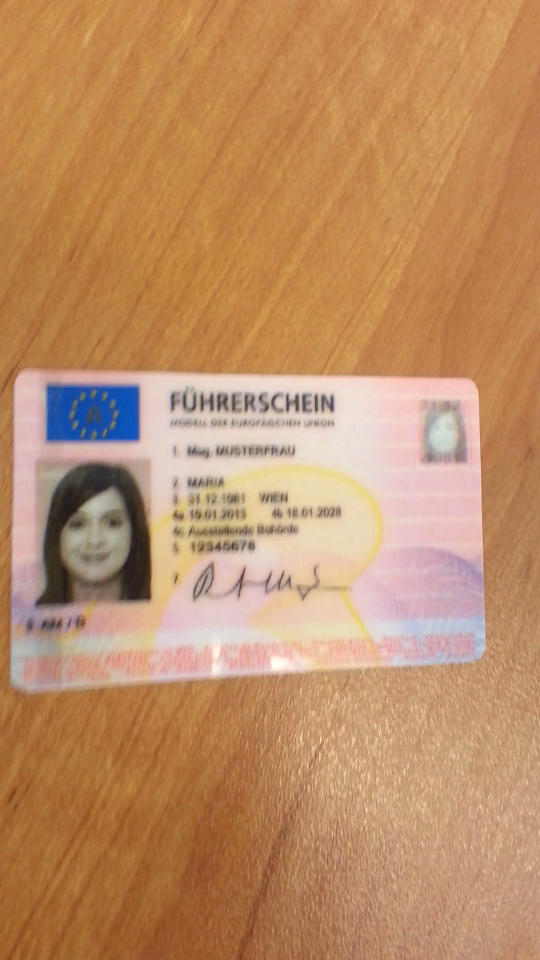 A
FÜHRERSCHEIN
MODELL DER EUROPÄISCHEN UNION
1. Mag. MUSTERFRAU
2. MARIA
3. 31.12.1981 WIEN
4a 19.01.2013 4b 18.01.2028
4c Ausstellende Behörde
5. 12345678
7.
9. AM / B